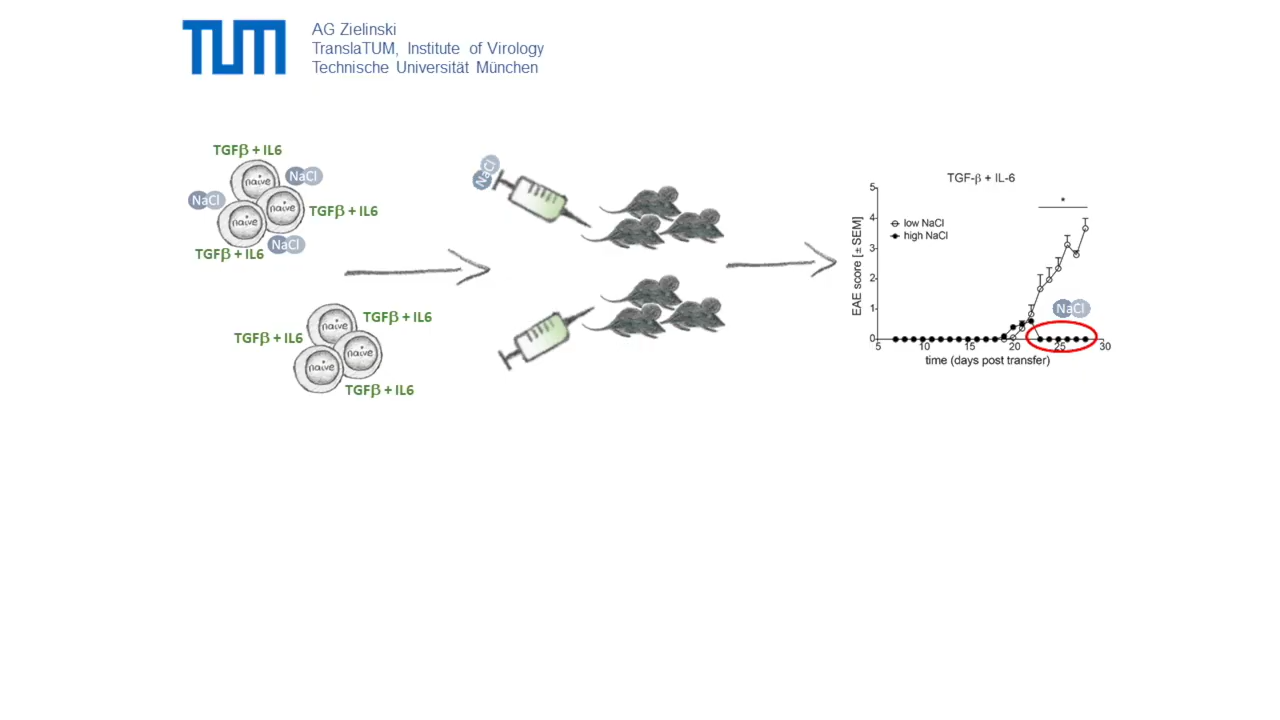 TUM
AG Zielinski
TranslaTUM, Institute of Virology
Technische Universität München
TGFβ + IL6
NaCl
naive
NaCl
naive
naive
TGFβ + IL6
TGFβ + IL6
NaCl
TGFβ + IL6
naive
TGFβ + IL6
naive
naive
TGFβ + IL6
NaCl
TGF-β + IL-6
EAE score [± SEM]
5
4
3
2
1
0
*
low NaCl
high NaCl
NaCl
5
10
15
20
25
30
time (days post transfer)